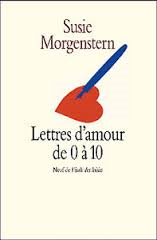 Susie
Morgenstern
Lettres d'amour
de 0 à 10
Neuf de l'école des loisirs